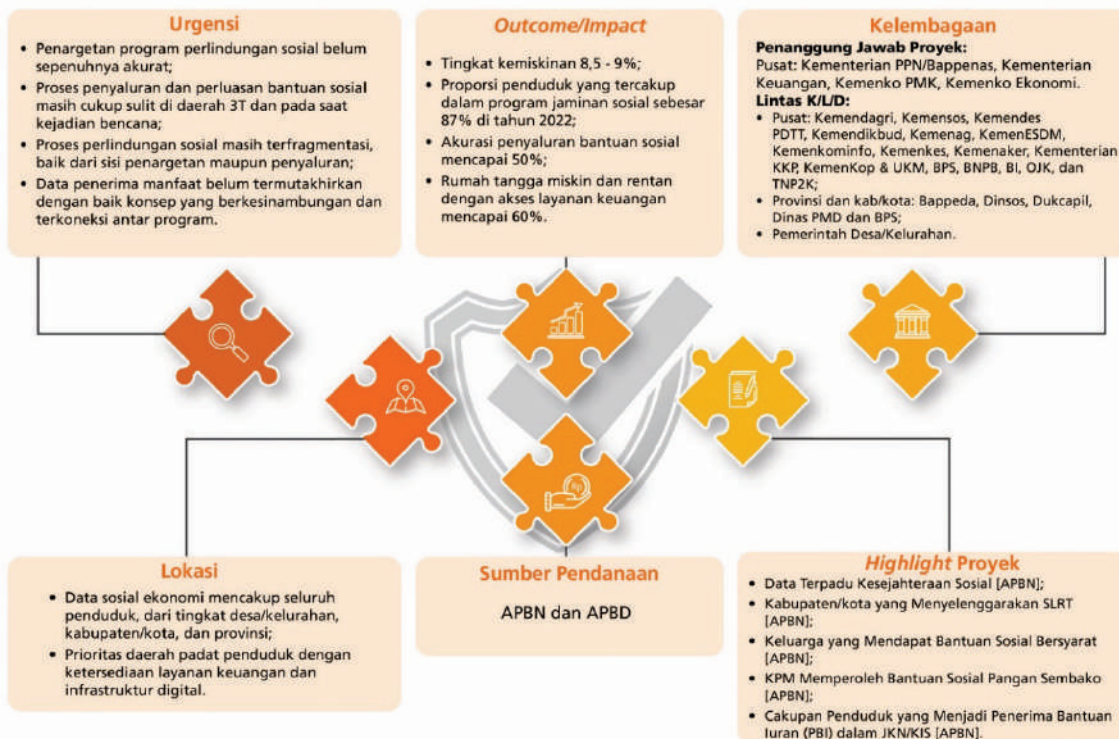 Urgensi
• Penargetan program perlindungan sosial belum
sepenuhnya akurat;
• Proses penyaluran dan perluasan bantuan sosial
masih cukup sulit di daerah 3T dan pada saat
kejadian bencana;
• Proses perlindungan sosial masih terfragmentasi,
baik dari sisi penargetan maupun penyaluran;
• Data penerima manfaat belum termutakhirkan
dengan baik konsep yang berkesinambungan dan
terkoneksi antar program.
Outcome/Impact
• Tingkat kemiskinan 8,5 - 9%;
• Proporsi penduduk yang tercakup
dalam program jaminan sosial sebesar
87% di tahun 2022;
• Akurasi penyaluran bantuan sosial
mencapai 50%;
• Rumah tangga miskin dan rentan
dengan akses layanan keuangan
mencapai 60%.
Kelembagaan
Penanggung Jawab Proyek:
Pusat: Kementerian PPN/Bappenas, Kementerian
Keuangan, Kemenko PMK, Kemenko Ekonomi.
Lintas K/L/D:
• Pusat: Kemendagri, Kemensos, Kemendes
PDTT, Kemendikbud, Kemenag, KemenESDM,
Kemenkominfo, Kemenkes, Kemenaker, Kementerian
KKP, KemenKop & UKM, BPS, BNPB, BI, OJK, dan
TNP2K;
• Provinsi dan kab/kota: Bappeda, Dinsos, Dukcapil,
Dinas PMD dan BPS;
• Pemerintah Desa/Kelurahan.
Rp
Lokasi
• Data sosial ekonomi mencakup seluruh
penduduk, dari tingkat desa/kelurahan,
kabupaten/kota, dan provinsi;
• Prioritas daerah padat penduduk dengan
ketersediaan layanan keuangan dan
infrastruktur digital.
Sumber Pendanaan
APBN dan APBD
Highlight Proyek
• Data Terpadu Kesejahteraan Sosial [APBN];
• Kabupaten/kota yang Menyelenggarakan SLRT
[APBN];
• Keluarga yang Mendapat Bantuan Sosial Bersyarat
[APBN];
• KPM Memperoleh Bantuan Sosial Pangan Sembako
[APBN];
• Cakupan Penduduk yang Menjadi Penerima Bantuan
Iuran (PBI) dalam JKN/KIS [APBN].